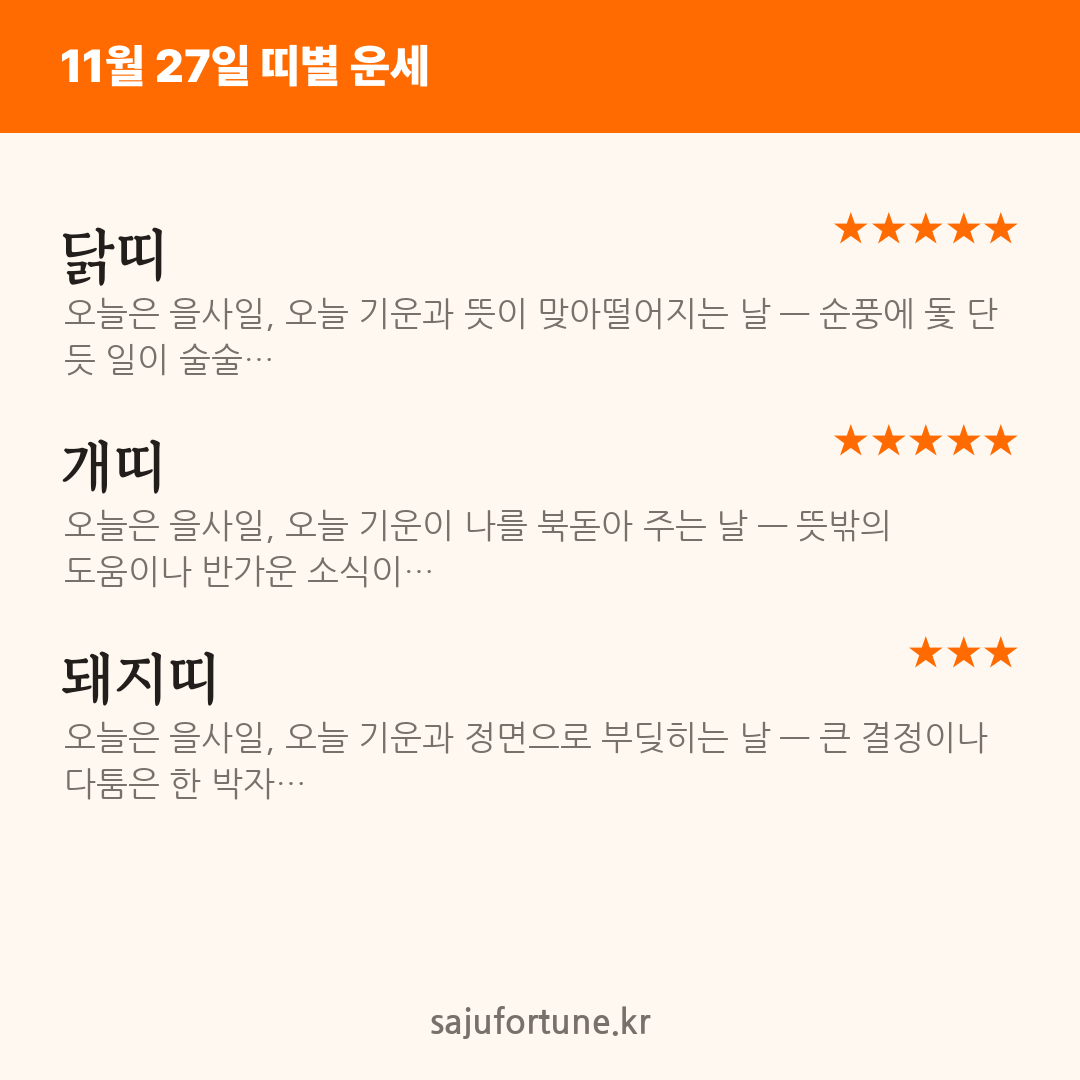 11월 27일 띠별 운세
★★★★★
닭띠
오늘은 을사일, 오늘 기운과 뜻이 맞아떨어지는 날 — 순풍에 돛 단
듯 일이 술술…
★★★★★
개띠
오늘은 을사일, 오늘 기운이 나를 북돋아 주는 날 — 뜻밖의
도움이나 반가운 소식이…
★★★
돼지띠
오늘은 을사일, 오늘 기운과 정면으로 부딪히는 날 — 큰 결정이나
다툼은 한 박자…
sajufortune.kr